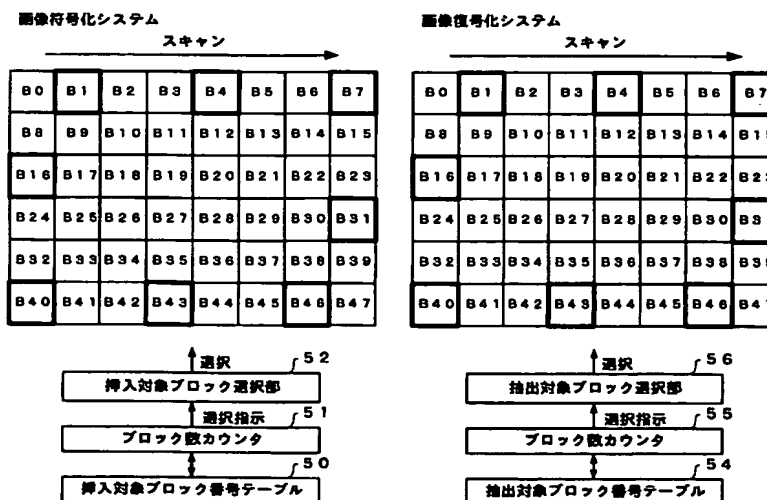 画像符号化システム
スキャン
B0 B1 B2 B3 B4 B5 B6 B7
B8 B9 B10 B11 B12 B13 B14 B15
B16 B17 B18 B19 B20 B21 B22 B23
B24 B25 B26 B27 B28 B29 B30 B31
B32 B33 B34 B35 B36 B37 B38 B39
B40 B41 B42 B43 B44 B45 B46 B47
選択
52
挿入対象ブロック選択部
選択指示
51
ブロック数カウンタ
50
挿入対象ブロック番号テーブル
画像復号化システム
スキャン
B0 B1 B2 B3 B4 B5 B6 B7
B8 B9 B10 B11 B12 B13 B14 B15
B16 B17 B18 B19 B20 B21 B22
B24 B25 B26 B27 B28 B29 B30 B3
B32 B33 B34 B35 B36 B37 B38
B40 B41 B42 B43 B44 B45 B46 B4
選択
56
抽出対象ブロック選択部
選択指示
55
ブロック数カウンタ
54
抽出対象ブロック番号テーブル